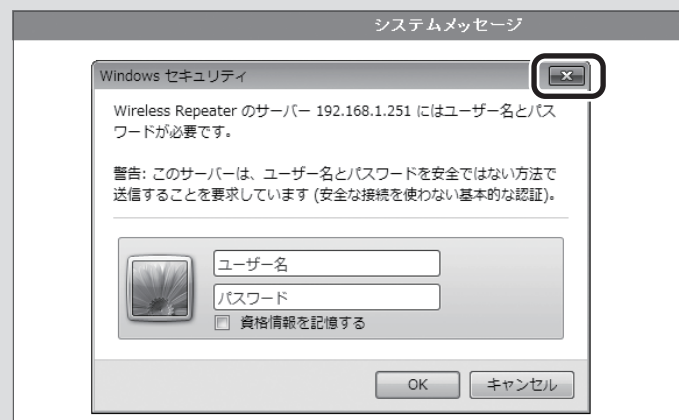 システムメッセージ
Windows セキュリティ
Wireless Repeater のサーバー 192.168.1.251 にはユーザー名とパス
ワードが必要です。
警告: このサーバーは、ユーザー名とパスワードを安全ではない方法で
送信することを要求しています (安全な接続を使わない基本的な認証)。
ユーザー名
パスワード
資格情報を記憶する
OK
キャンセル